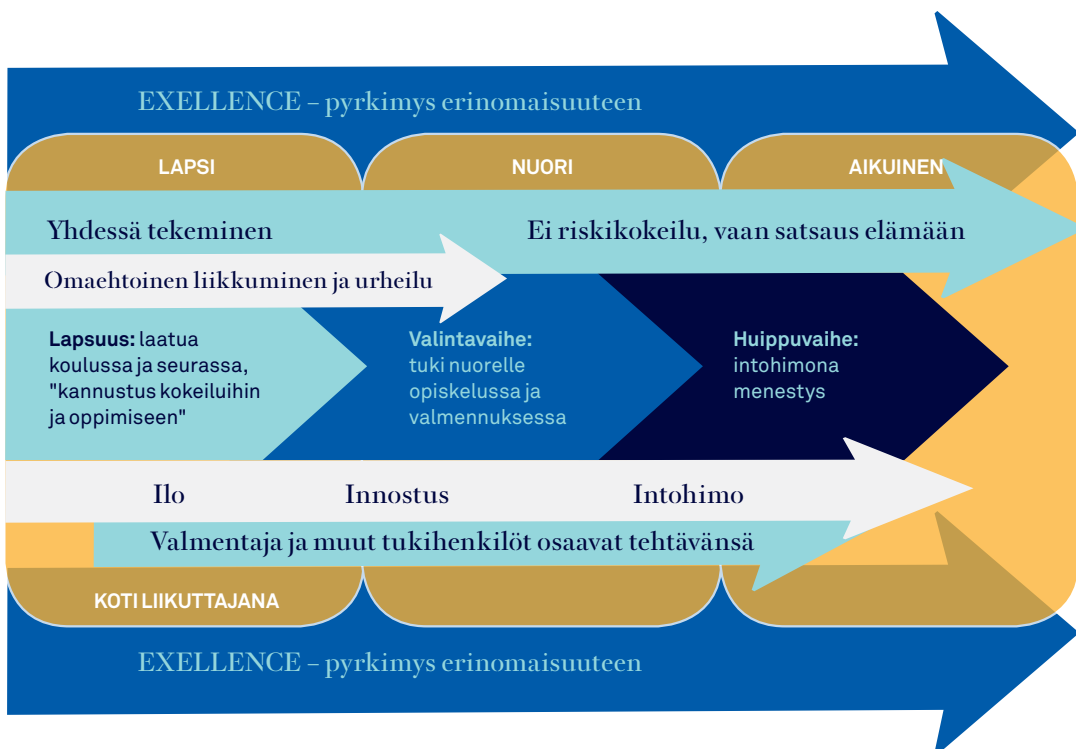 EXELLENCE – pyrkimys erinomaisuuteen
LAPSI
NUORI
AIKUINEN
Yhdessä tekeminen
Ei riskikokeilu, vaan satsaus elämään
Omaehtoinen liikkuminen ja urheilu
Lapsuus: laatua
koulussa ja seurassa,
"kannustus kokeiluihin
ja oppimiseen"
Valintavaihe:
tuki nuorelle
opiskelussa ja
valmennuksessa
Huippuvaihe:
intohimona
menestys
Ilo
Innostus
Intohimo
Valmentaja ja muut tukihenkilöt osaavat tehtävänsä
KOTI LIIKUTTAJANA
EXELLENCE – pyrkimys erinomaisuuteen